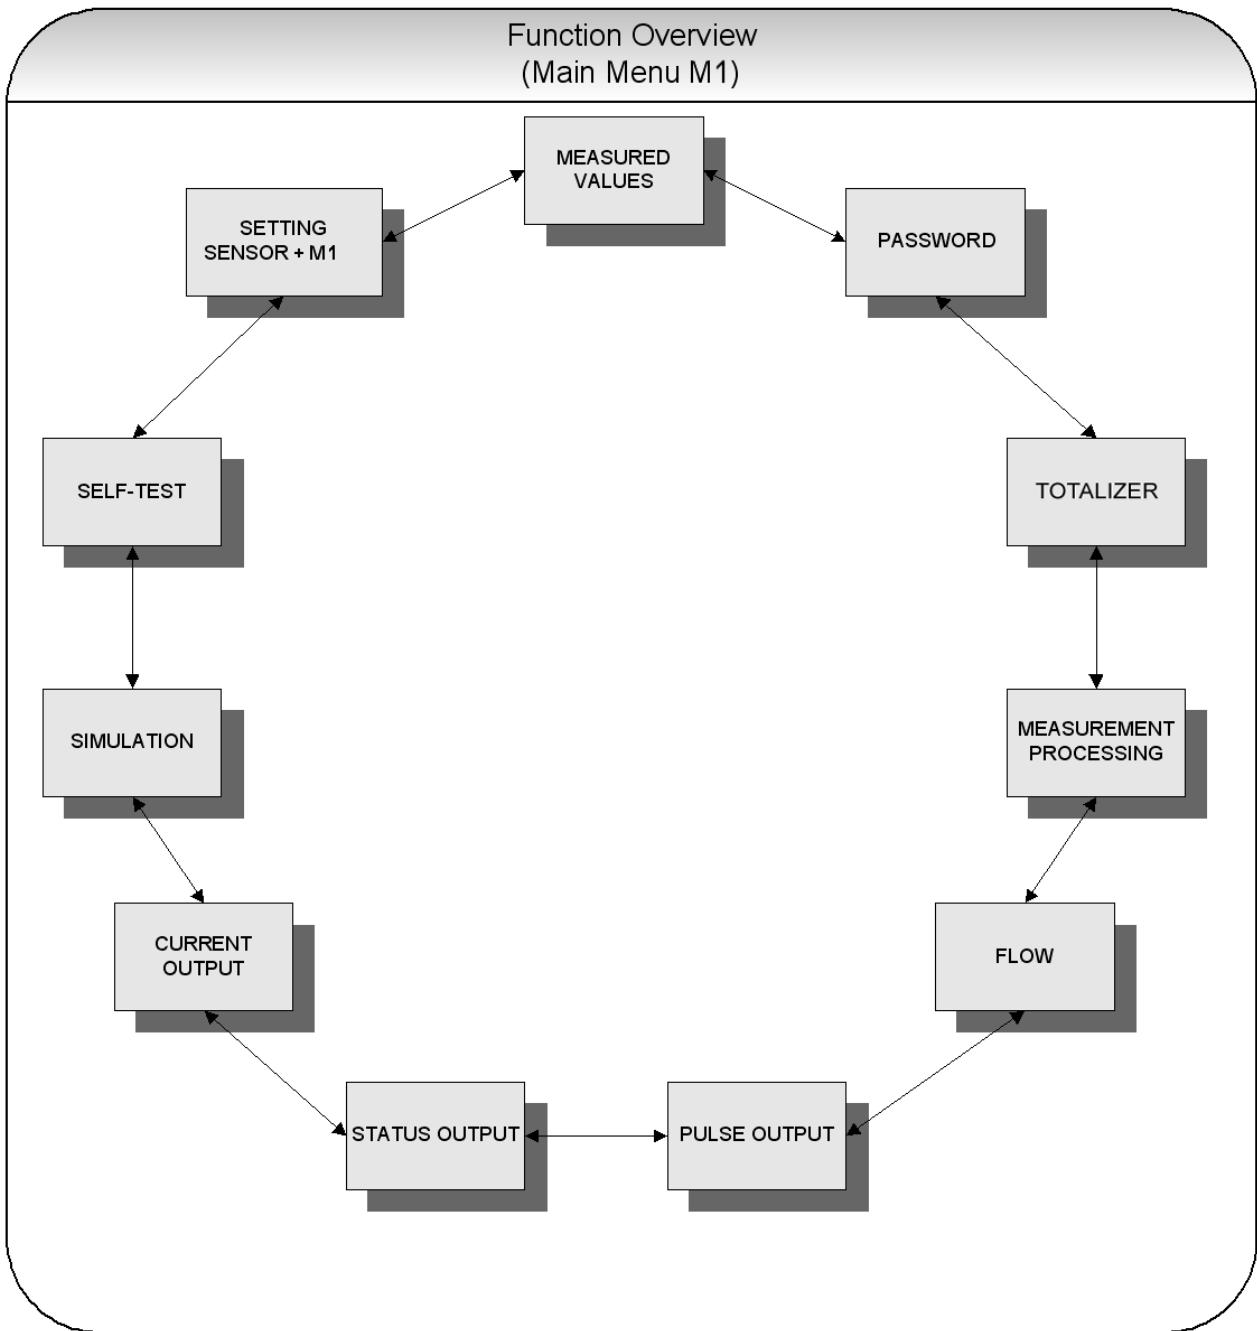 Function Overview
(Main Menu M1)
MEASURED
VALUES
SETTING
SENSOR + M1
PASSWORD
SELF-TEST
TOTALIZER
SIMULATION
MEASUREMENT
PROCESSING
CURRENT
OUTPUT
FLOW
STATUS OUTPUT
PULSE OUTPUT